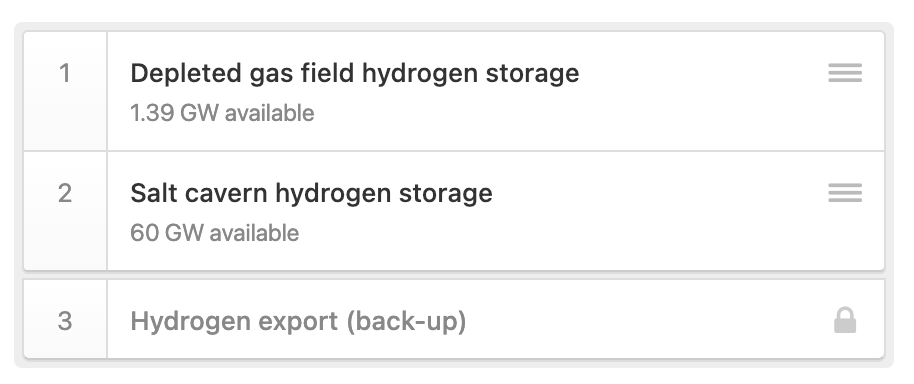 1
Depleted gas field hydrogen storage
1.39 GW available
2
Salt cavern hydrogen storage
60 GW available
3
Hydrogen export (back-up)